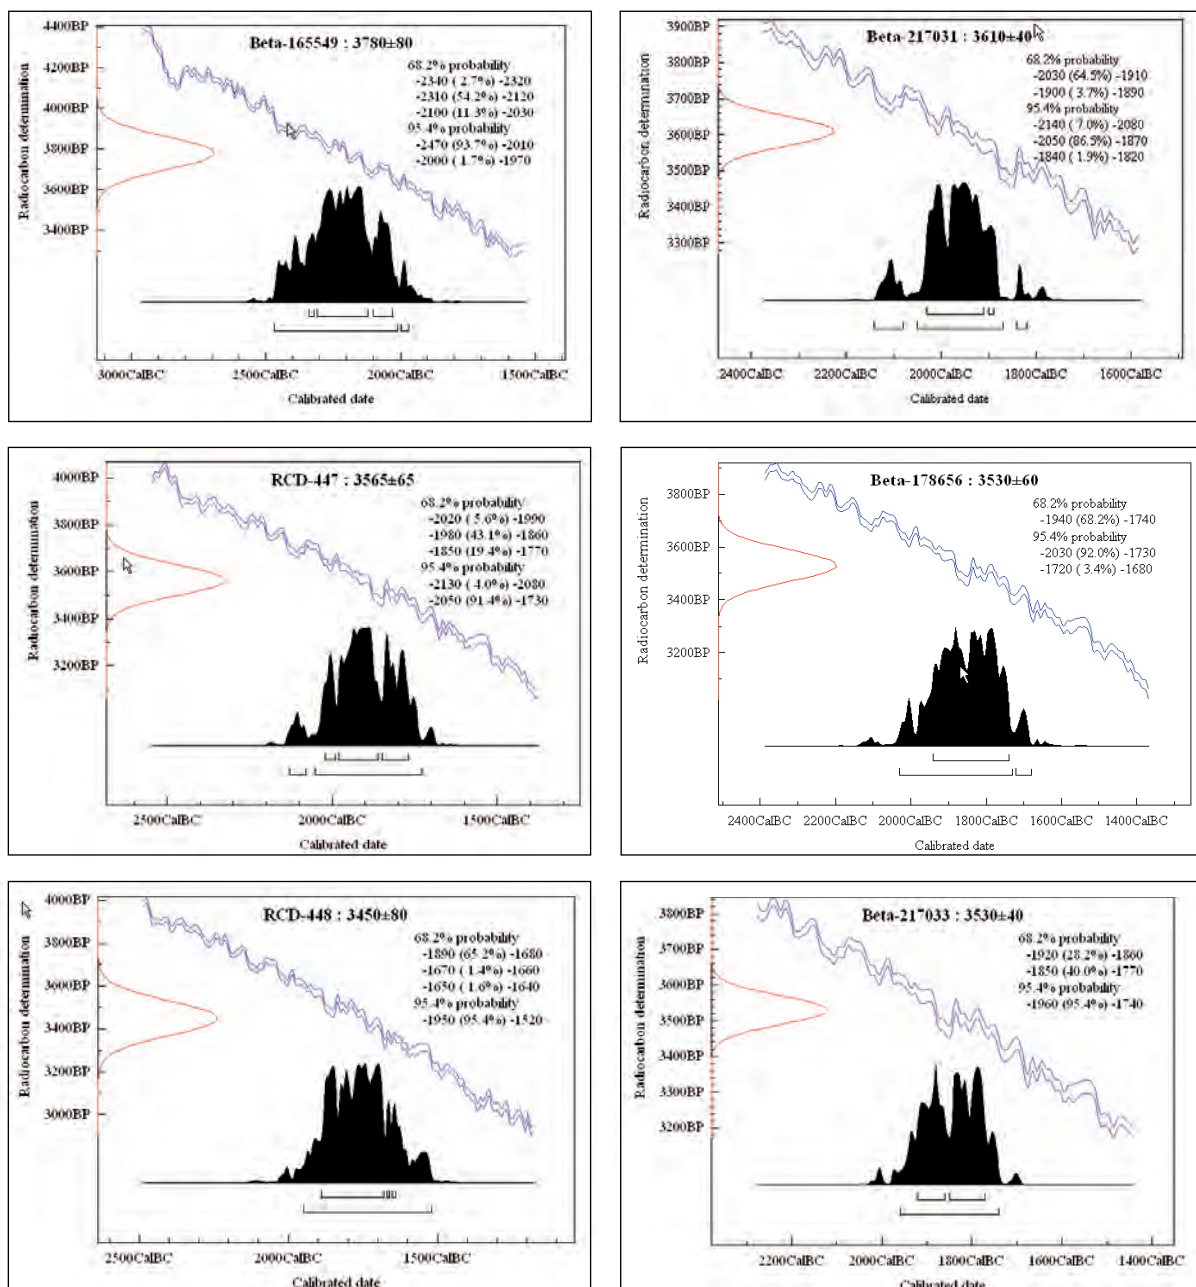 4400BP
4200BP
4000BP
3800BP
3600BP
3400BP
Radiocarbon determination
Beta-165549 : 3780±80
68.2% probability
-2340 ( 2.7%) -2320
-2310 (54.2%) -2120
-2100 (11.3%) -2030
95.4% probability
-2470 (93.7%) -2010
-2000 ( 1.7%) -1970
3000CalBC 2500CalBC 2000CalBC 1500CalBC
Calibrated date
3900BP
3800BP
3700BP
3600BP
3500BP
3400BP
3300BP
Radiocarbon determination
Beta-217031 : 3610±40
68.2% probability
-2030 (64.5%) -1910
-1900 ( 3.7%) -1890
95.4% probability
-2140 ( 7.0%) -2080
-2050 (86.5%) -1870
-1840 ( 1.9%) -1820
2400CalBC 2200CalBC 2000CalBC 1800CalBC 1600CalBC
Calibrated date
4000BP
3800BP
3600BP
3400BP
3200BP
Radiocarbon determination
RCD-447 : 3565±65
68.2% probability
-2020 ( 5.6%) -1990
-1980 (43.1%) -1860
-1850 (19.4%) -1770
95.4% probability
-2130 ( 4.0%) -2080
-2050 (91.4%) -1730
2500CalBC 2000CalBC 1500CalBC
Calibrated date
3800BP
3600BP
3400BP
3200BP
Radiocarbon determination
Beta-178656 : 3530±60
68.2% probability
-1940 (68.2%) -1740
95.4% probability
-2030 (92.0%) -1730
-1720 ( 3.4%) -1680
2400CalBC 2200CalBC 2000CalBC 1800CalBC 1600CalBC 1400CalBC
Calibrated date
4000BP
3800BP
3600BP
3400BP
3200BP
3000BP
Radiocarbon determination
RCD-448 : 3450±80
68.2% probability
-1890 (65.2%) -1680
-1670 ( 1.4%) -1660
-1650 ( 1.6%) -1640
95.4% probability
-1950 (95.4%) -1520
2500CalBC 2000CalBC 1500CalBC
Calibrated date
3800BP
3700BP
3600BP
3500BP
3400BP
3300BP
3200BP
Radiocarbon determination
Beta-217033 : 3530±40
68.2% probability
-1920 (28.2%) -1860
-1850 (40.0%) -1770
95.4% probability
-1960 (95.4%) -1740
2200CalBC 2000CalBC 1800CalBC 1600CalBC 1400CalBC
Calibrated date